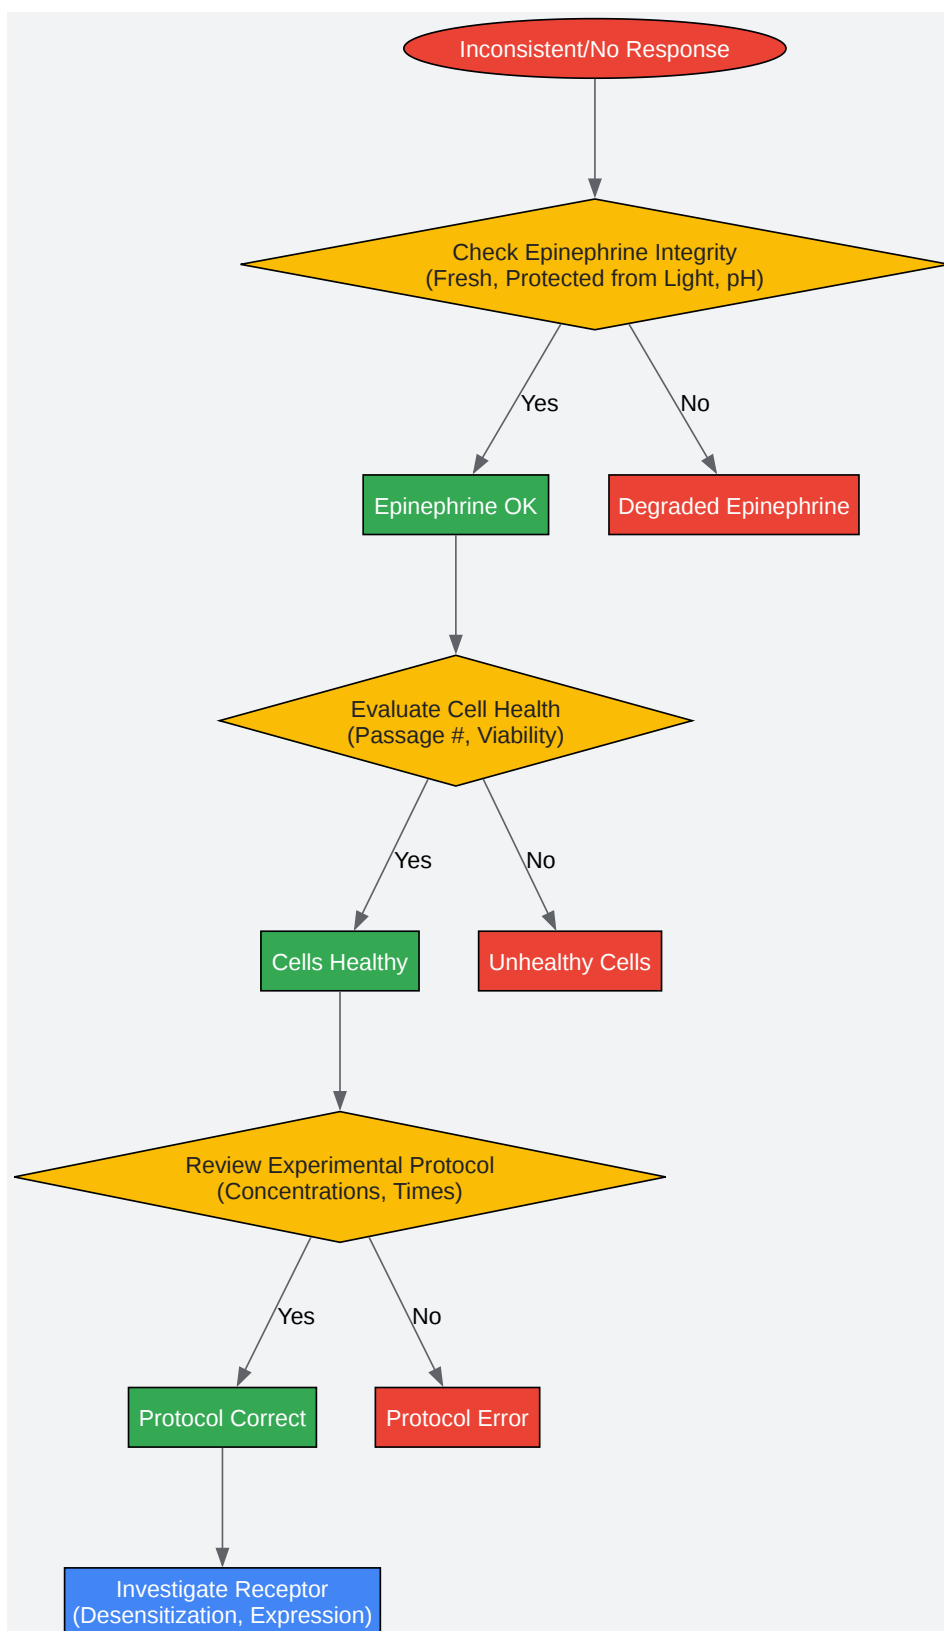 Inconsistent/No Response
Check Epinephrine Integrity
(Fresh, Protected from Light, pH)
Yes
No
Epinephrine OK
Degraded Epinephrine
Evaluate Cell Health
(Passage #, Viability)
Yes
No
Cells Healthy
Unhealthy Cells
Review Experimental Protocol
(Concentrations, Times)
Yes
No
Protocol Correct
Protocol Error
Investigate Receptor
(Desensitization, Expression)